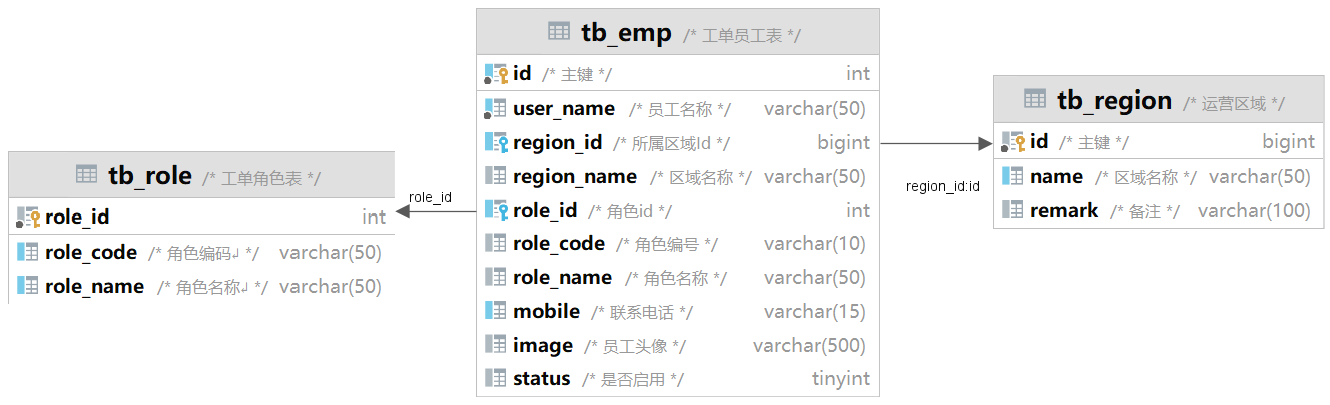 tb_emp /* 工单员工表 */
id /* 主键 */ int
user_name /* 员工名称 */ varchar(50)
region_id /* 所属区域Id */ bigint
region_name /* 区域名称 */ varchar(50)
role_id /* 角色id */ int
role_code /* 角色编号 */ varchar(10)
role_name /* 角色名称 */ varchar(50)
mobile /* 联系电话 */ varchar(15)
image /* 员工头像 */ varchar(500)
status /* 是否启用 */ tinyint
tb_region /* 运营区域 */
id /* 主键 */ bigint
name /* 区域名称 */ varchar(50)
remark /* 备注 */ varchar(100)
tb_role /* 工单角色表 */
role_id int
role_code /* 角色编码↲ */ varchar(50)
role_name /* 角色名称↲ */ varchar(50)
role_id
region_id:id